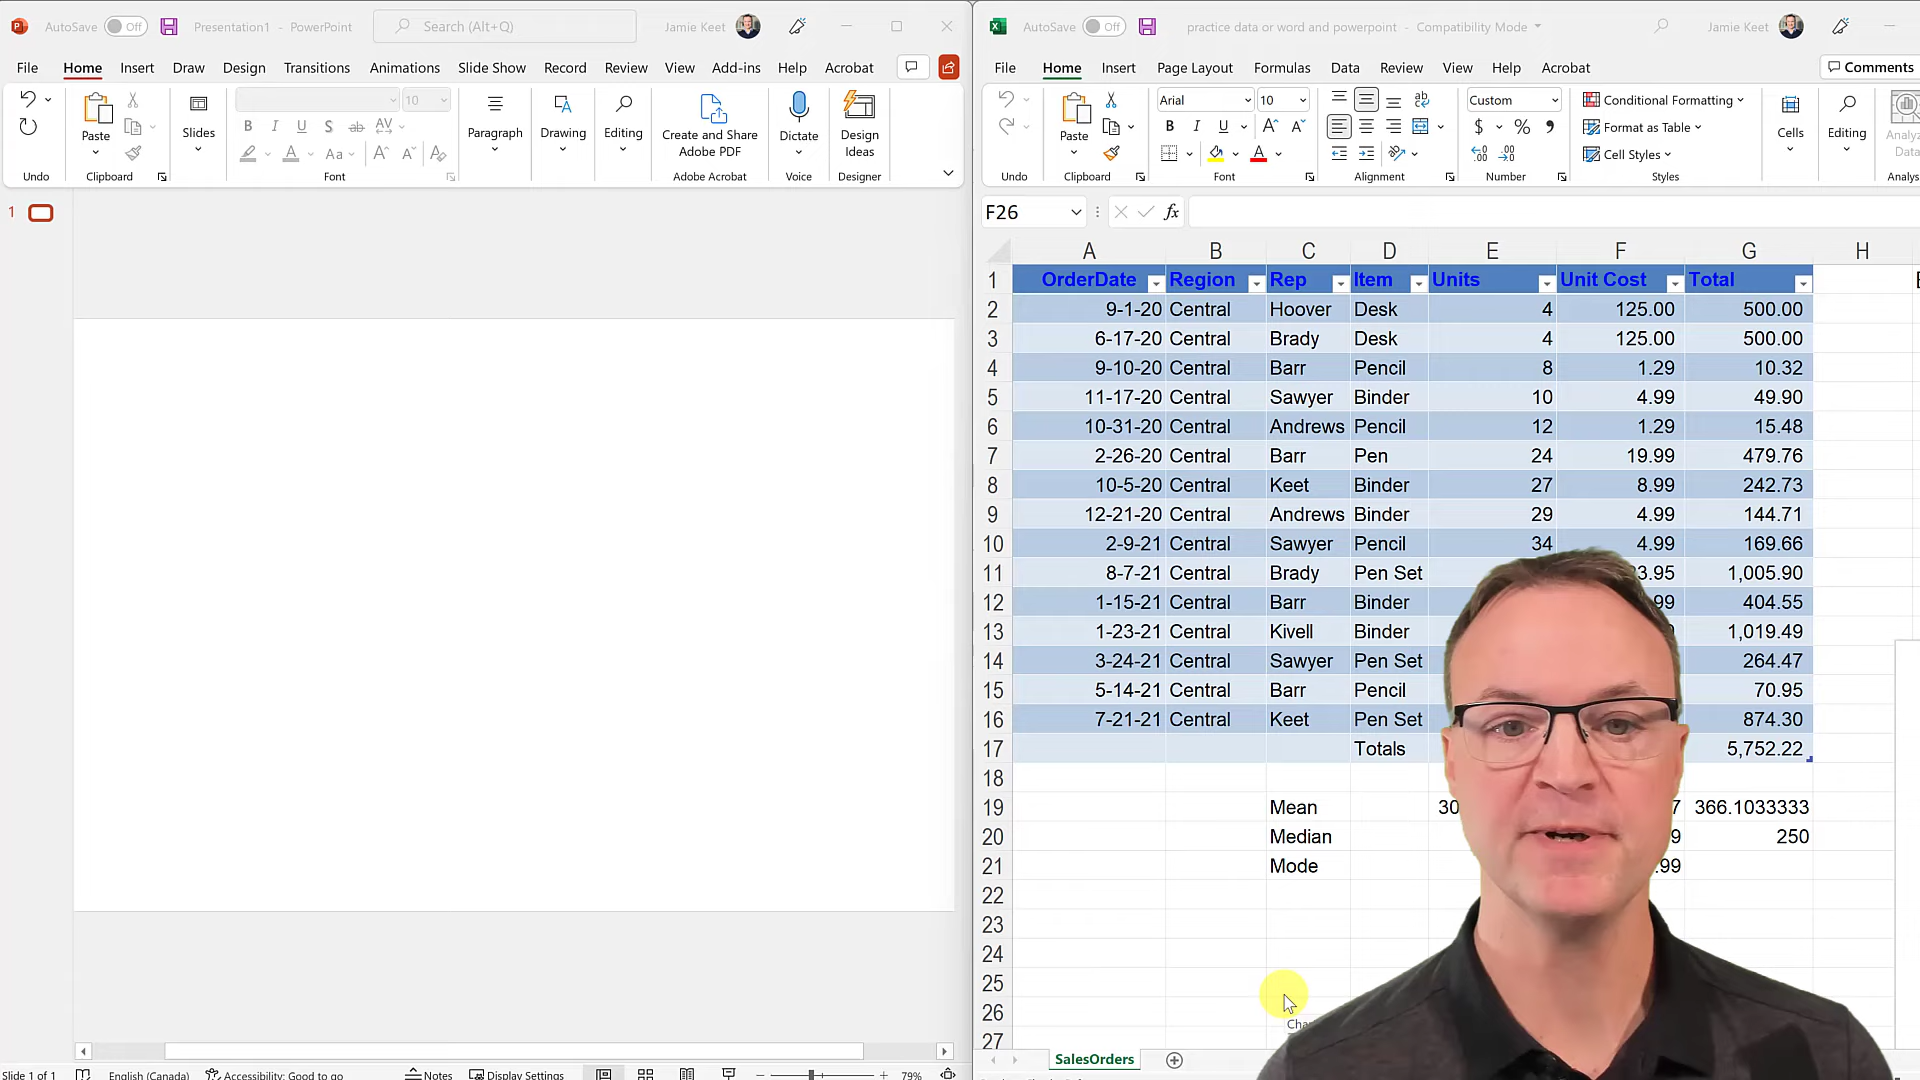 AutoSave Off Presentation1 - PowerPoint Search (Alt+Q) Jamie Keet
File Home Insert Draw Design Transitions Animations Slide Show Record Review View Add-ins Help Acrobat
10
Paste Slides Paragraph Drawing Editing Create and Share Adobe PDF Dictate Design Ideas
B I U S ab AV
A Aa A A A
Undo Clipboard Font Adobe Acrobat Voice Designer
1
Slide 1 of 1 English (Canada) Accessibility: Good to go Notes Display Settings 79%
AutoSave Off practice data or word and powerpoint - Compatibility Mode Jamie Keet
File Home Insert Page Layout Formulas Data Review View Help Acrobat Comments
Paste Arial 10 ab Custom Conditional Formatting
B I U A A $ % 9 Format as Table Cells Editing
A Cell Styles
Undo Clipboard Font Alignment Number Styles
F26 fx
A B C D E F G H
1 OrderDate Region Rep Item Units Unit Cost Total
2 9-1-20 Central Hoover Desk 4 125.00 500.00
3 6-17-20 Central Brady Desk 4 125.00 500.00
4 9-10-20 Central Barr Pencil 8 1.29 10.32
5 11-17-20 Central Sawyer Binder 10 4.99 49.90
6 10-31-20 Central Andrews Pencil 12 1.29 15.48
7 2-26-20 Central Barr Pen 24 19.99 479.76
8 10-5-20 Central Keet Binder 27 8.99 242.73
9 12-21-20 Central Andrews Binder 29 4.99 144.71
10 2-9-21 Central Sawyer Pencil 34 4.99 169.66
11 8-7-21 Central Brady Pen Set 3.95 1,005.90
12 1-15-21 Central Barr Binder .99 404.55
13 1-23-21 Central Kivell Binder 1,019.49
14 3-24-21 Central Sawyer Pen Set 264.47
15 5-14-21 Central Barr Pencil 70.95
16 7-21-21 Central Keet Pen Set 874.30
17 Totals 5,752.22
18
19 Mean 30 7 366.1033333
20 Median 9 250
21 Mode .99
22
23
24
25
26
27
SalesOrders